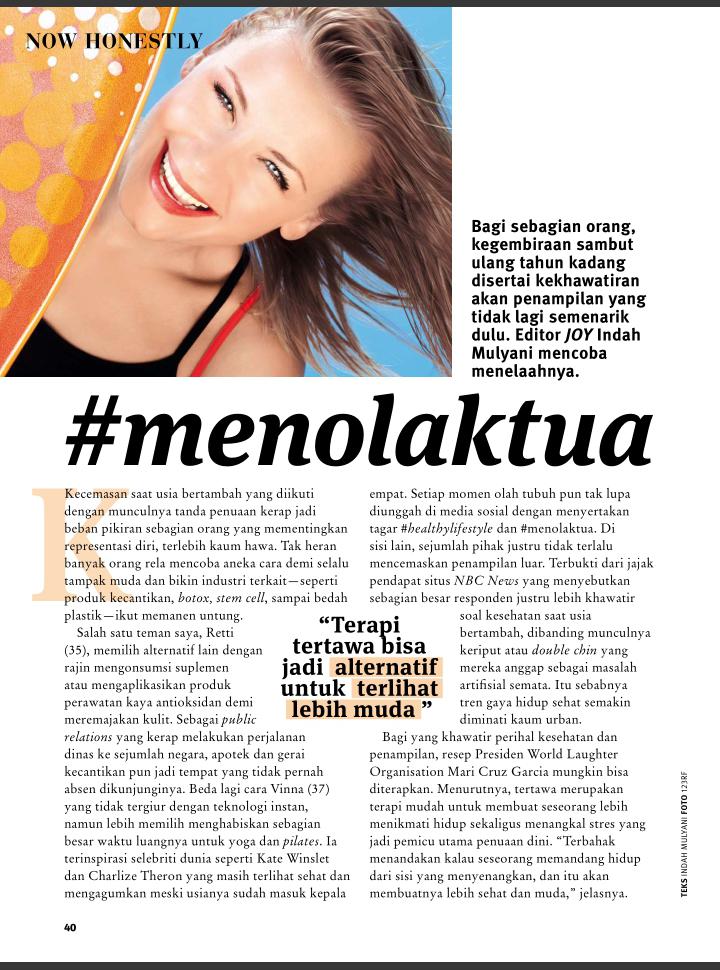 NOW HONESTLY
Bagi sebagian orang,
kegembiraan sambut
ulang tahun kadang
disertai kekhawatiran
akan penampilan yang
tidak lagi semenarik
dulu. Editor JOY Indah
Mulyani mencoba
menelaahnya.
#menolaktua
Kecemasan saat usia bertambah yang diikuti
dengan munculnya tanda penuaan kerap jadi
beban pikiran sebagian orang yang mementingkan
representasi diri, terlebih kaum hawa. Tak heran
banyak orang rela mencoba aneka cara demi selalu
tampak muda dan bikin industri terkait—seperti
produk kecantikan, botox, stem cell, sampai bedah
plastik—ikut memanen untung.
Salah satu teman saya, Retti
(35), memilih alternatif lain dengan
rajin mengonsumsi suplemen
atau mengaplikasikan produk
perawatan kaya antioksidan demi
meremajakan kulit. Sebagai public
relations yang kerap melakukan perjalanan
dinas ke sejumlah negara, apotek dan gerai
kecantikan pun jadi tempat yang tidak pernah
absen dikunjunginya. Beda lagi cara Vinna (37)
yang tidak tergiur dengan teknologi instan,
namun lebih memilih menghabiskan sebagian
besar waktu luangnya untuk yoga dan pilates. Ia
terinspirasi selebriti dunia seperti Kate Winslet
dan Charlize Theron yang masih terlihat sehat dan
mengagumkan meski usianya sudah masuk kepala
“Terapi
tertawa bisa
jadi alternatif
untuk terlihat
lebih muda”
empat. Setiap momen olah tubuh pun tak lupa
diunggah di media sosial dengan menyertakan
tagar #healthylifestyle dan #menolaktua. Di
sisi lain, sejumlah pihak justru tidak terlalu
mencemaskan penampilan luar. Terbukti dari jajak
pendapat situs NBC News yang menyebutkan
sebagian besar responden justru lebih khawatir
soal kesehatan saat usia
bertambah, dibanding munculnya
keriput atau double chin yang
mereka anggap sebagai masalah
artifisial semata. Itu sebabnya
tren gaya hidup sehat semakin
diminati kaum urban.
Bagi yang khawatir perihal kesehatan dan
penampilan, resep Presiden World Laughter
Organisation Mari Cruz Garcia mungkin bisa
diterapkan. Menurutnya, tertawa merupakan
terapi mudah untuk membuat seseorang lebih
menikmati hidup sekaligus menangkal stres yang
jadi pemicu utama penuaan dini. “Terbahak
menandakan kalau seseorang memandang hidup
dari sisi yang menyenangkan, dan itu akan
membuatnya lebih sehat dan muda,” jelasnya.
TEKS INDAH MULYANI FOTO 123RF
40